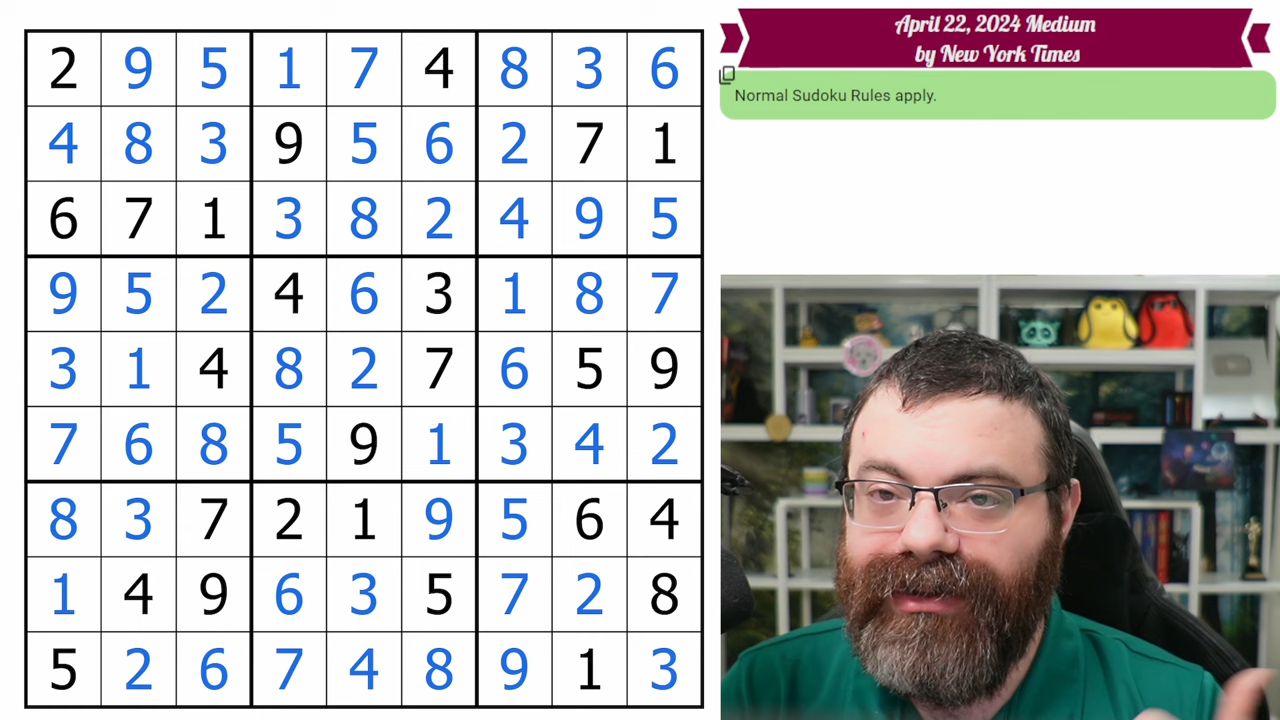 April 22, 2024 Medium
by New York Times
Normal Sudoku Rules apply.
2 9 5 1 7 4 8 3 6
4 8 3 9 5 6 2 7 1
6 7 1 3 8 2 4 9 5
9 5 2 4 6 3 1 8 7
3 1 4 8 2 7 6 5 9
7 6 8 5 9 1 3 4 2
8 3 7 2 1 9 5 6 4
1 4 9 6 3 5 7 2 8
5 2 6 7 4 8 9 1 3